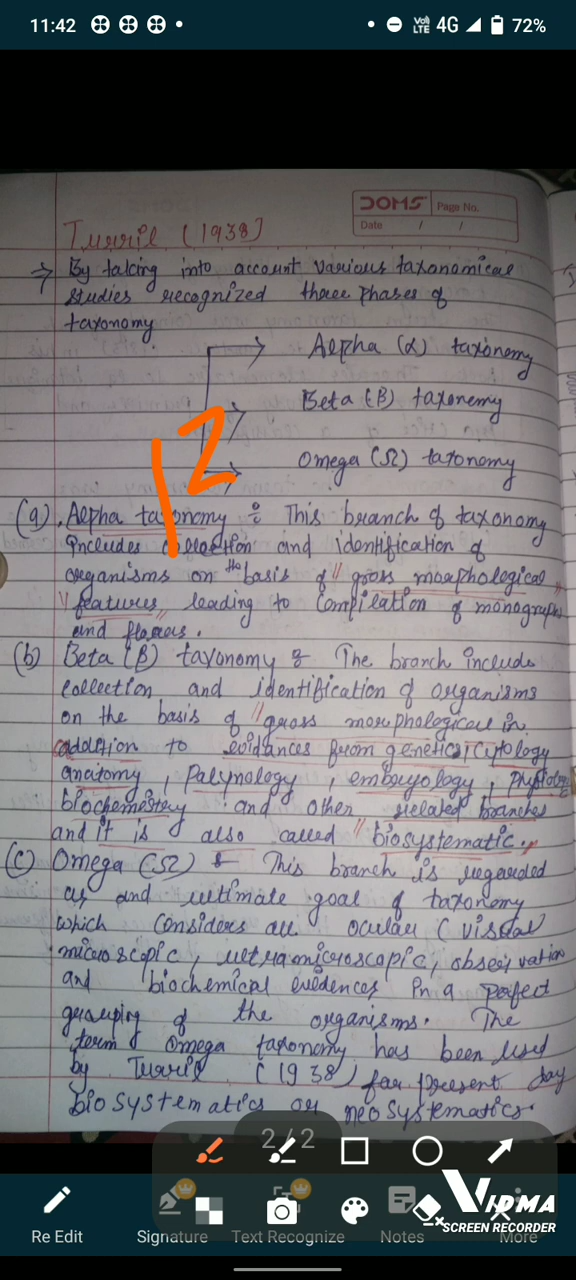 11:42
Vo)
LTE 4G 72%
DOMS Page No.
Date / /
Turril (1938)
⇒ By taking into account various taxonomical
studies recognized three phases of
taxonomy.
Alpha (α) taxonomy
Beta (β) taxonomy
Omega (Ω) taxonomy
12
(a). Alpha taxonomy : This branch of taxonomy
includes collection and identification of
organisms on the basis of "gross morphological"
"features" leading to compilation of monographs
and floras.
(b) Beta (β) taxonomy : The branch include
collection and identification of organisms
on the basis of "gross morphological in
addition to evidances from genetics, cytology
anatomy, Palynology, embryology,
biochemestry and other related branches
and it is also called "biosystematic."
(c) Omega (Ω) : This branch is regarded
as and ultimate goal of taxonomy
which considers all ocular (visual
microscopic, ultramicroscopic, observation
and biochemical evidences in a perfect
grouping of the organisms. The
term Omega taxonomy has been used
by Turril (1938) for present day
biosystematics or neosystematics.
2/2
Re Edit Signature Text Recognize Notes More
VIDMA
SCREEN RECORDER